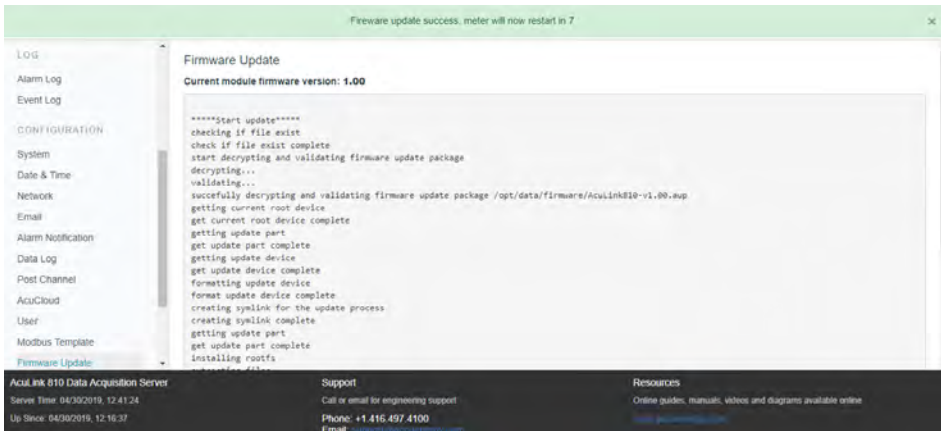 Fireware update success, meter will now restart in 7
×
LOG
Alarm Log
Event Log
CONFIGURATION
System
Date & Time
Network
Email
Alarm Notification
Data Log
Post Channel
AcuCloud
User
Modbus Template
Firmware Update
Firmware Update
Current module firmware version: 1.00
*****Start update*****
checking if file exist
check if file exist complete
start decrypting and validating firmware update package
decrypting...
validating...
succefully decrypting and validating firmware update package /opt/data/firmware/AcuLink810-v1.00.aup
getting current root device
get current root device complete
getting update part
get update part complete
getting update device
get update device complete
formatting update device
format update device complete
creating symlink for the update process
creating symlink complete
getting update part
get update part complete
installing rootfs
AcuLink 810 Data Acquisition Server
Server Time: 04/30/2019, 12:41:24
Up Since: 04/30/2019, 12:16:37
Support
Call or email for engineering support
Phone: +1.416.497.4100
Email:
Resources
Online guides, manuals, videos and diagrams available online